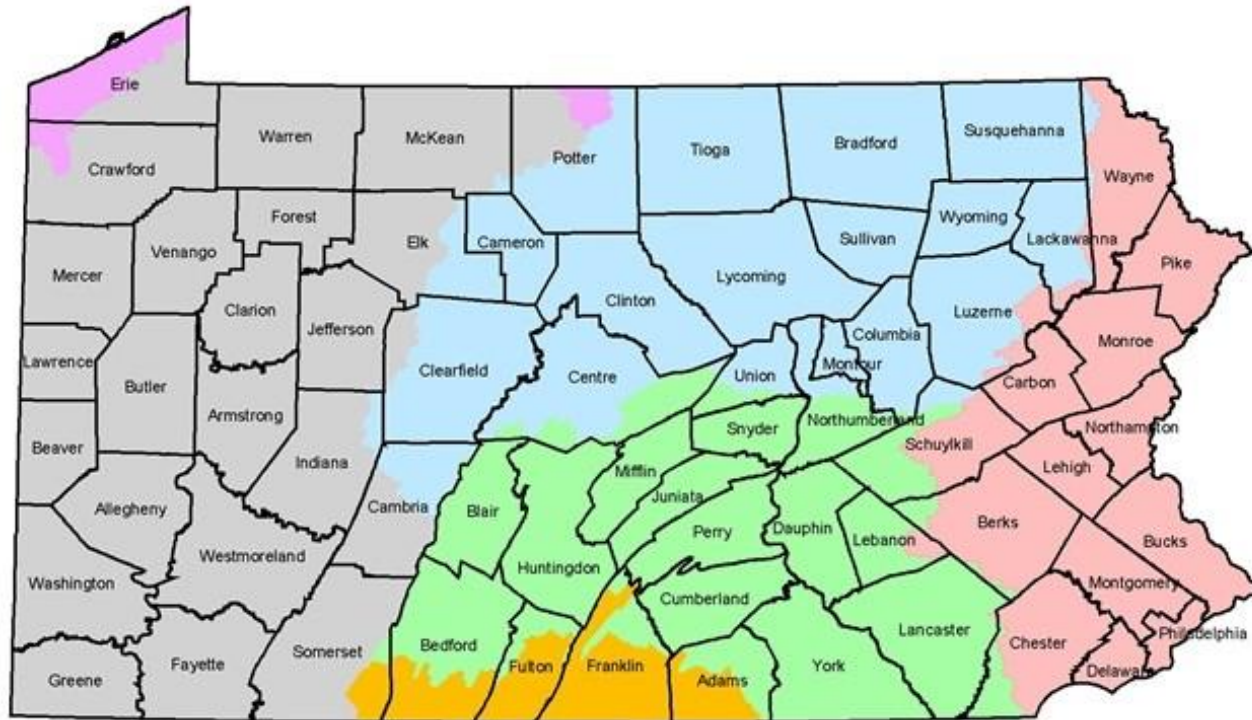 Erie
Warren
McKean
Potter
Tioga
Bradford
Susquehanna
Crawford
Wayne
Forest
Elk
Cameron
Wyoming
Lackawanna
Venango
Sullivan
Mercer
Lycoming
Pike
Clinton
Clarion
Jefferson
Luzerne
Columbia
Monroe
Lawrence
Clearfield
Centre
Union
Montour
Carbon
Butler
Armstrong
Northumberland
Snyder
Northampton
Beaver
Schuylkill
Indiana
Mifflin
Lehigh
Juniata
Cambria
Allegheny
Blair
Perry
Dauphin
Lebanon
Berks
Bucks
Westmoreland
Huntingdon
Washington
Montgomery
Cumberland
Lancaster
Philadelphia
Bedford
Chester
Somerset
Fayette
Fulton
Franklin
York
Delaware
Greene
Adams